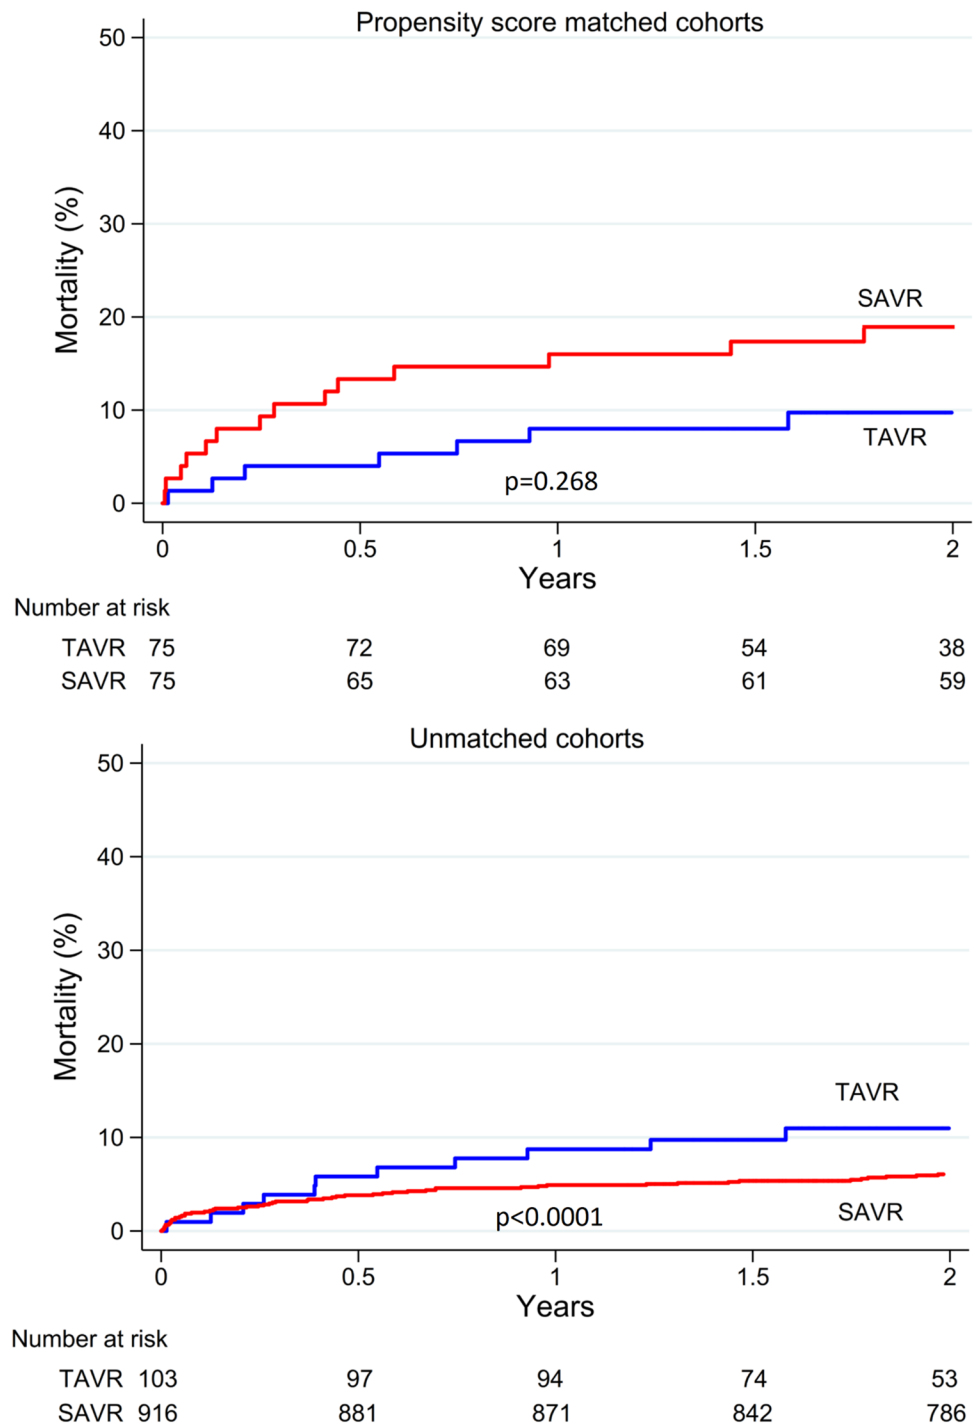 Propensity score matched cohorts
50
40
30
20
10
0
Mortality (%)
SAVR
TAVR
p=0.268
0 0.5 1 1.5 2
Years
Number at risk
TAVR 75 72 69 54 38
SAVR 75 65 63 61 59
Unmatched cohorts
50
40
30
20
10
0
Mortality (%)
TAVR
SAVR
p<0.0001
0 0.5 1 1.5 2
Years
Number at risk
TAVR 103 97 94 74 53
SAVR 916 881 871 842 786